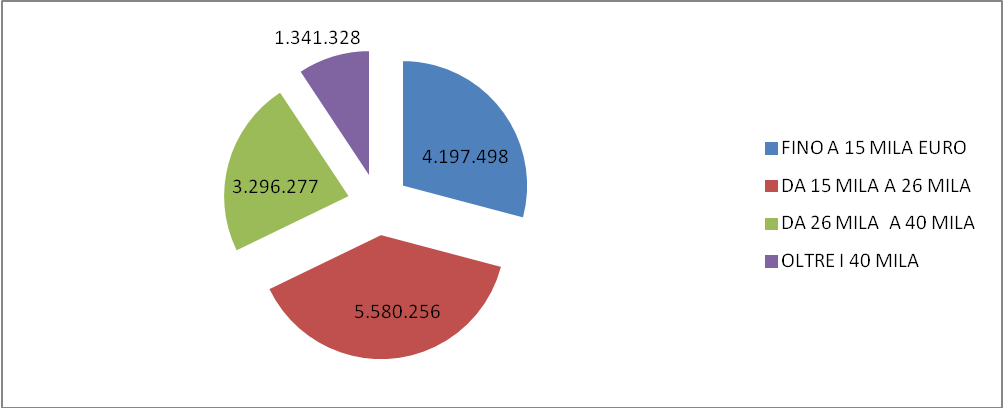 1.341.328
4.197.498
3.296.277
5.580.256
FINO A 15 MILA EURO
DA 15 MILA A 26 MILA
DA 26 MILA  A 40 MILA
OLTRE I 40 MILA